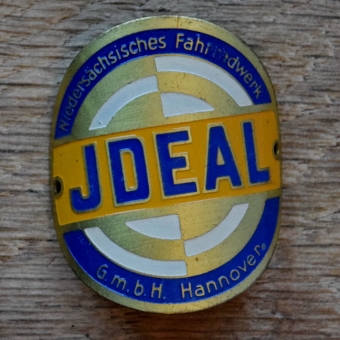 Niedersächsisches Fahrradwerk
JDEAL
G.m.b.H. Hannover.